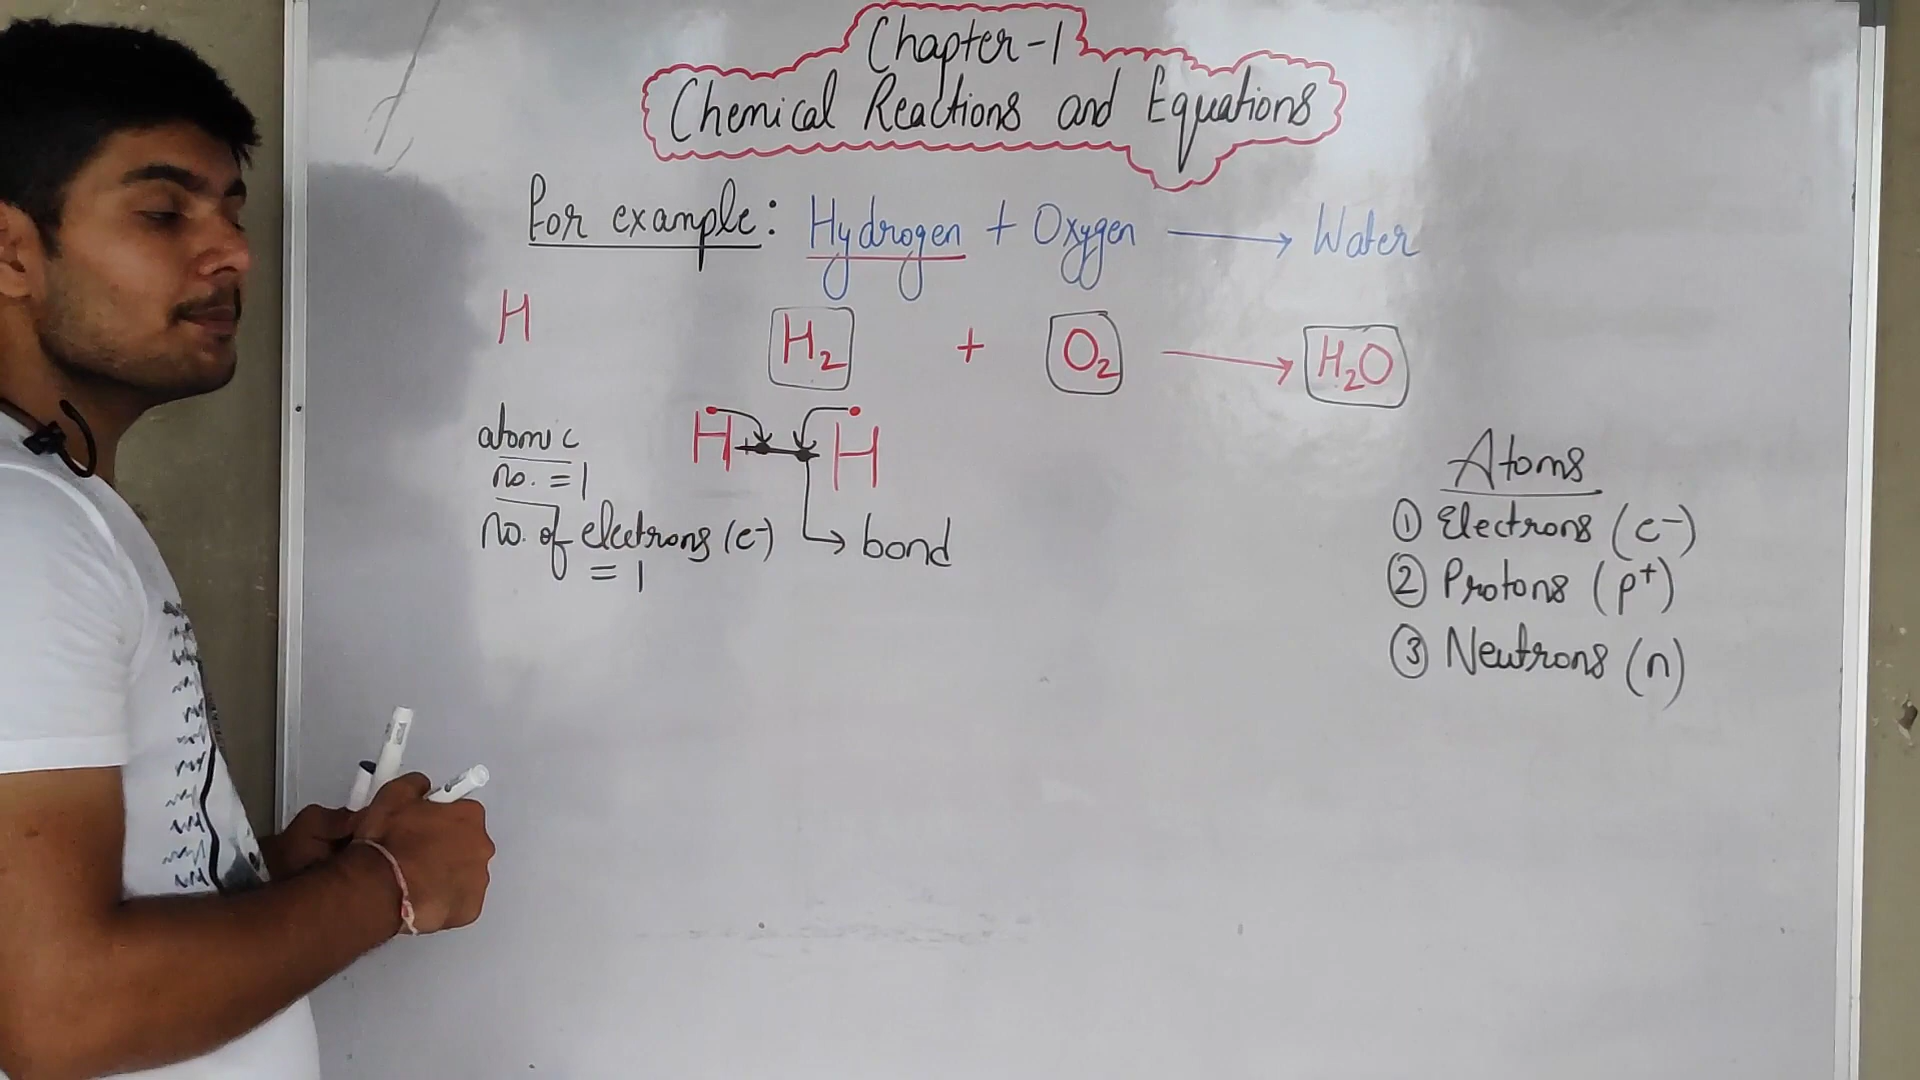 Chapter-1
Chemical Reactions and Equations
For example: Hydrogen + Oxygen → Water
H
H₂ + O₂ → H₂O
H H
atomic
no. = 1
no. of electrons (e-)
= 1
bond
Atoms
① Electrons (e-)
② Protons (p+)
③ Neutrons (n)